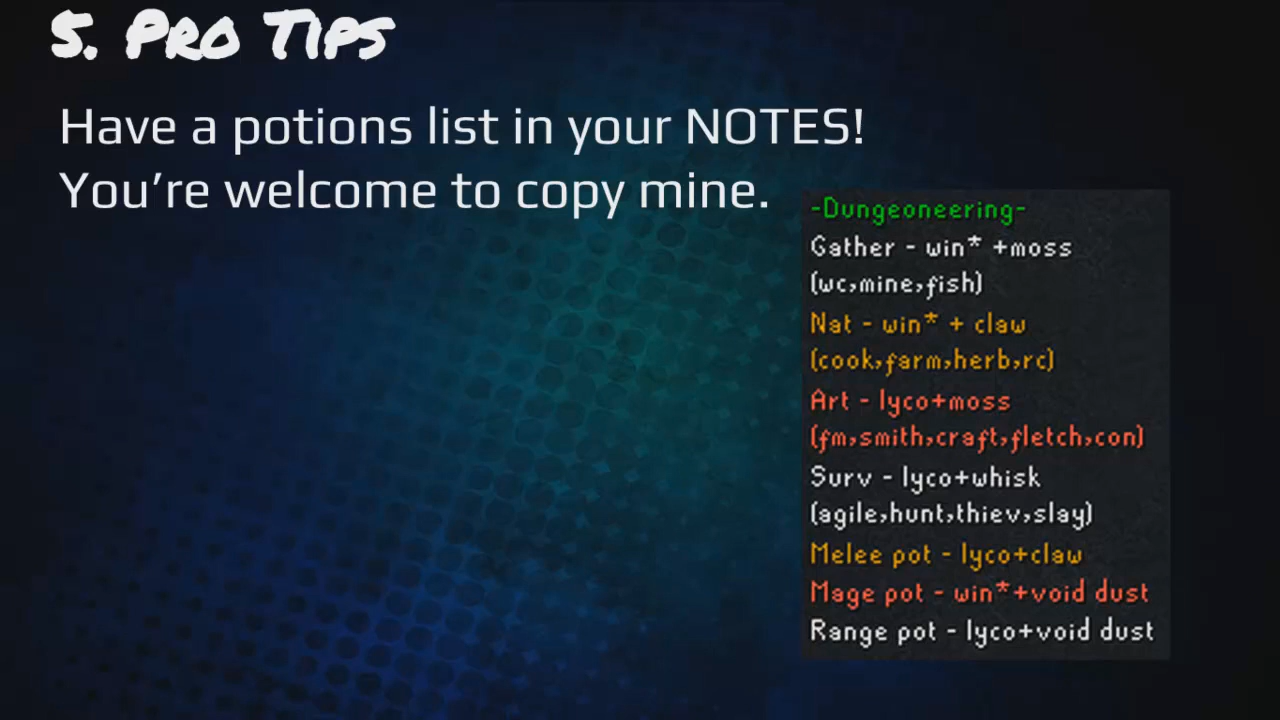 5. Pro Tips
Have a potions list in your NOTES!
You’re welcome to copy mine.
-Dungeoneering-
Gather - win* +moss
(wc,mine,fish)
Nat - win* + claw
(cook,farm,herb,rc)
Art - lyco+moss
(fm,smith,craft,fletch,con)
Surv - lyco+whisk
(agile,hunt,thiev,slay)
Melee pot - lyco+claw
Mage pot - win*+void dust
Range pot - lyco+void dust